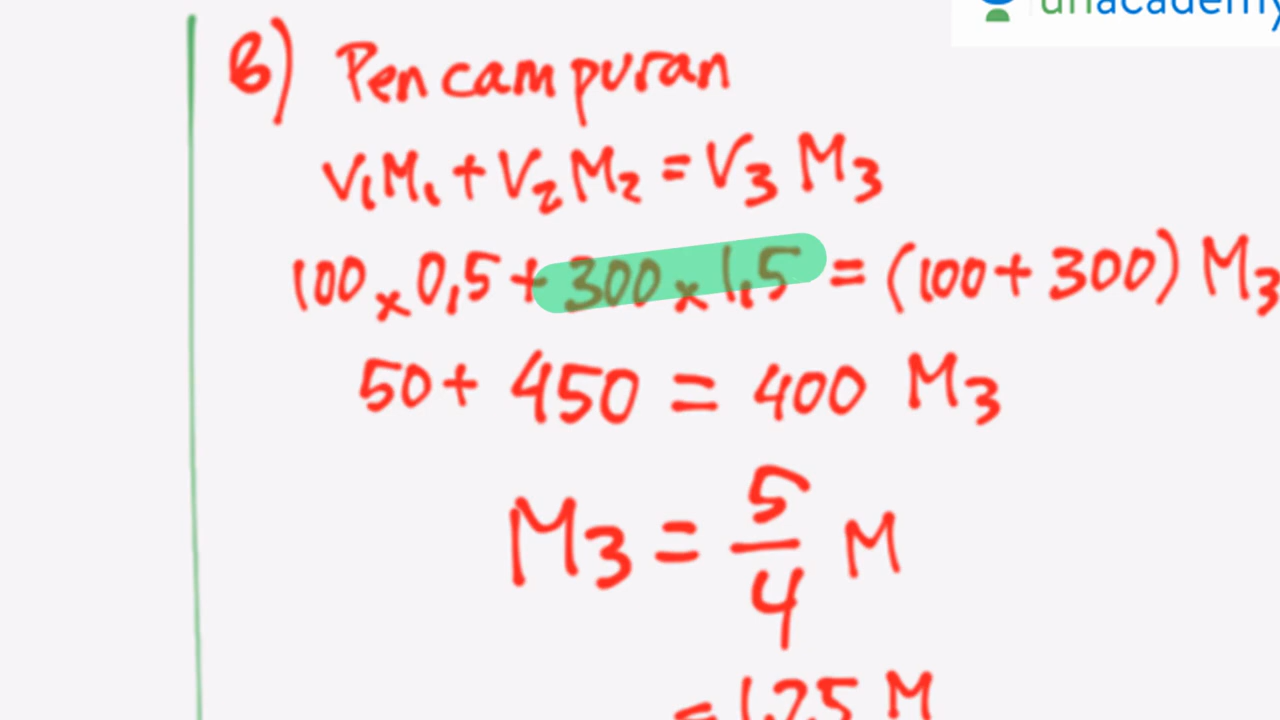 unacademy
B) Pencampuran
V₁M₁ + V₂M₂ = V₃ M₃
100 x 0,5 + 300 x 1,5 = (100 + 300) M₃
50 + 450 = 400 M₃
M₃ = 5/4 M
= 1,25 M